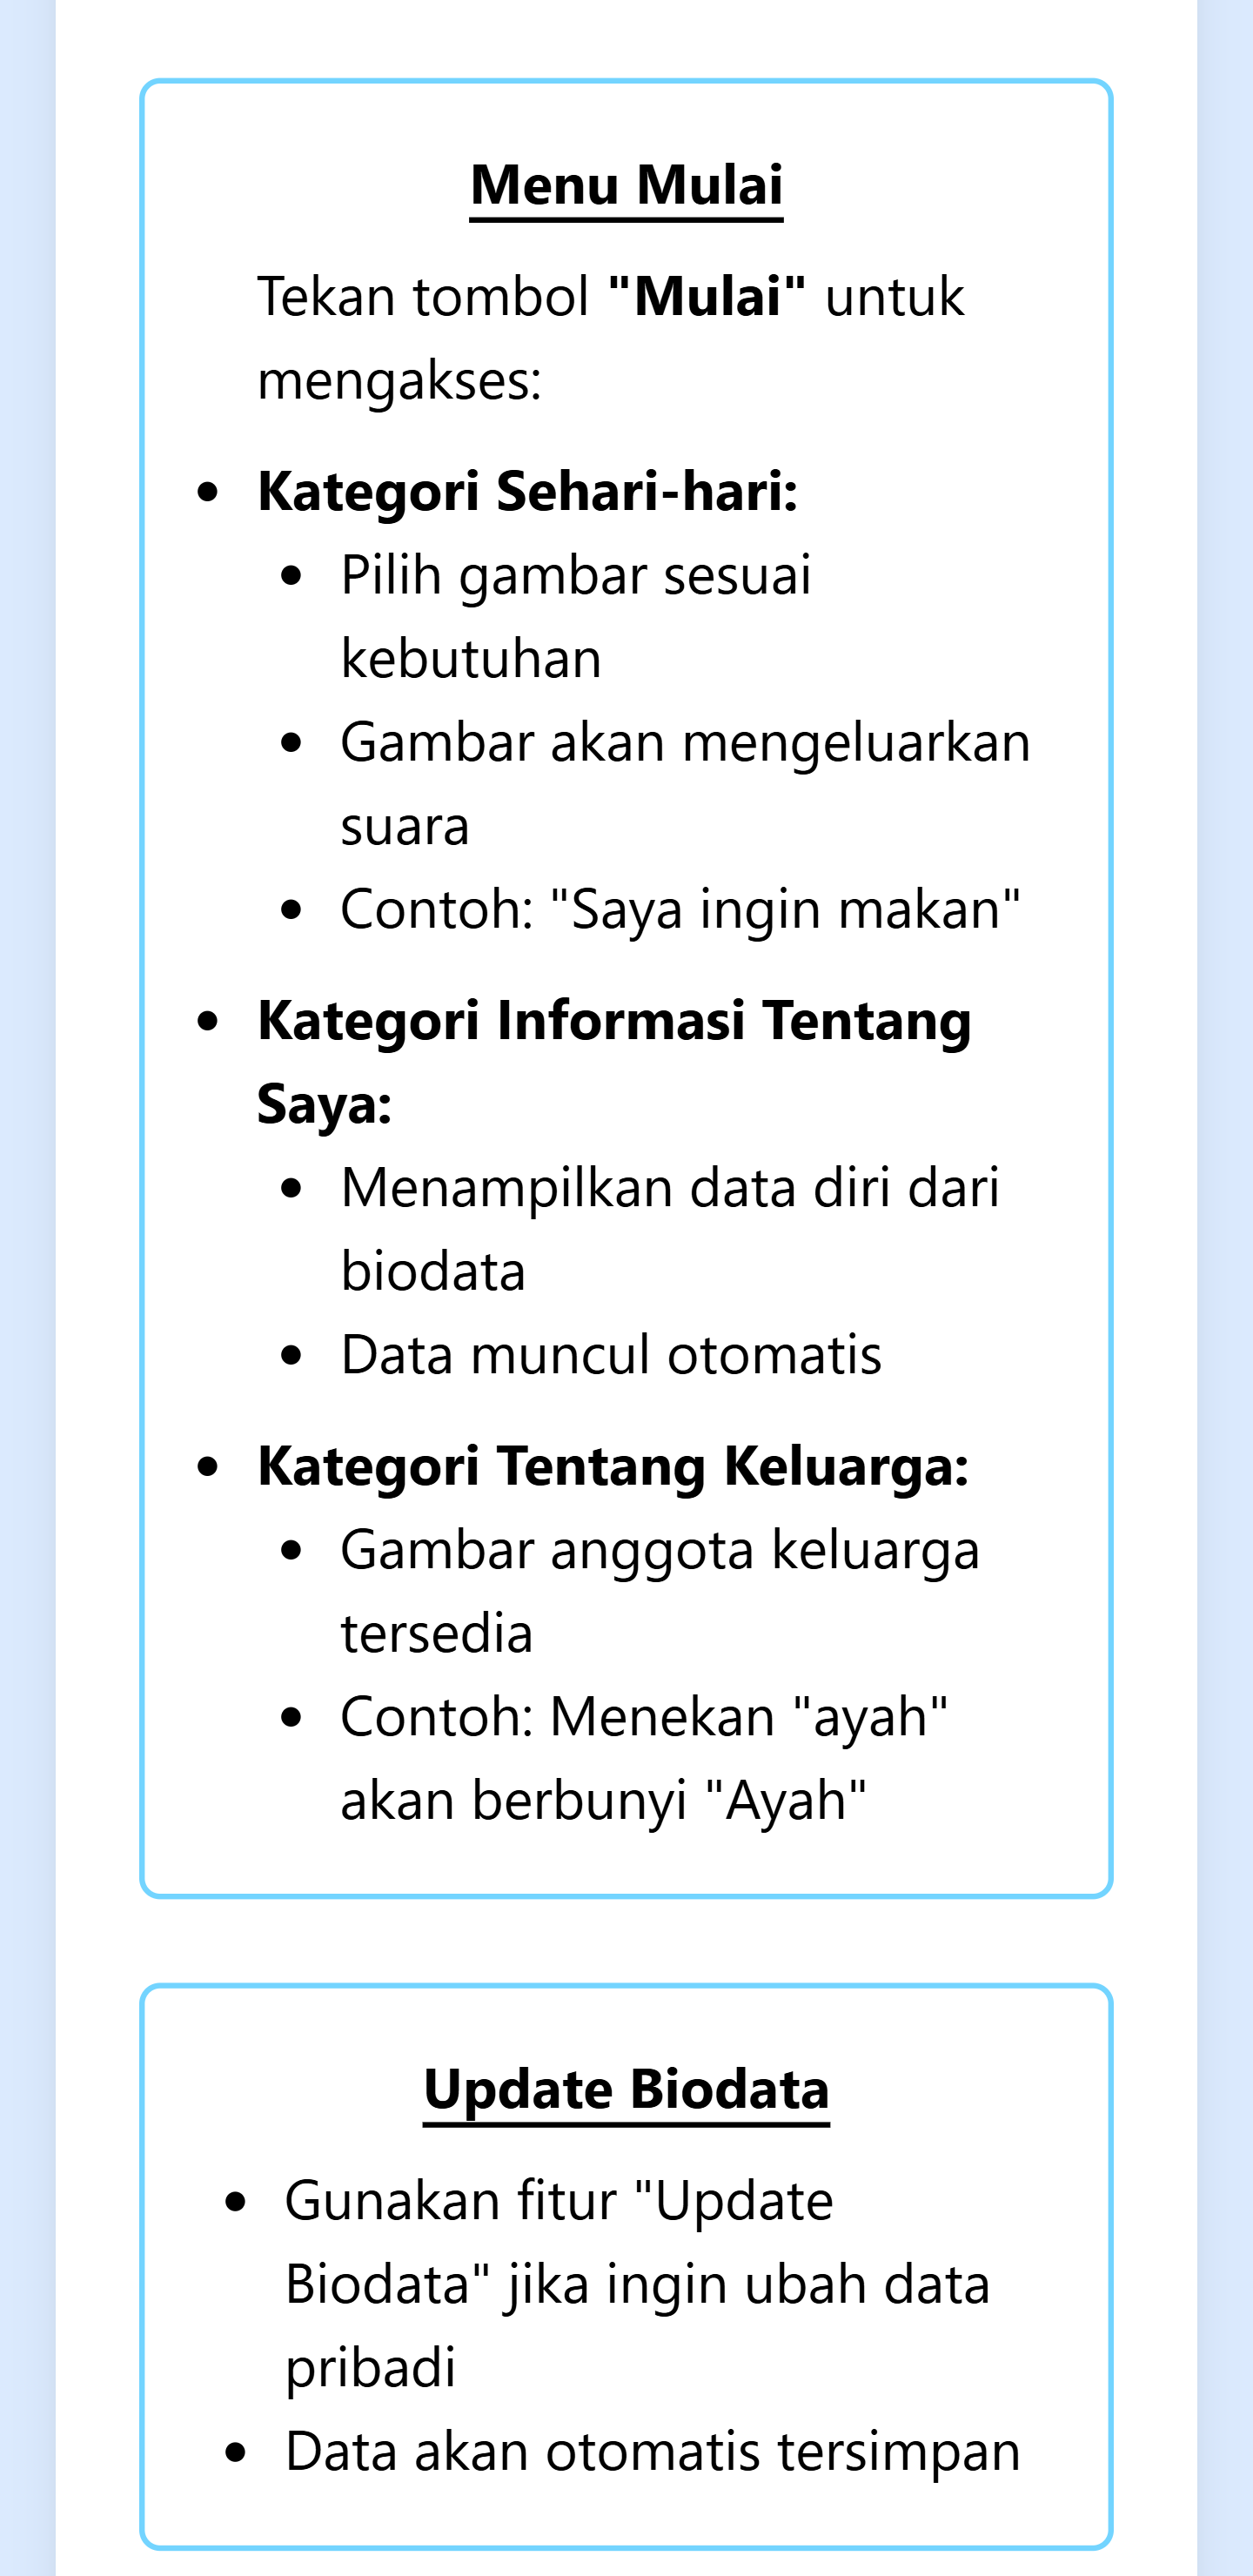 Menu Mulai
Tekan tombol "Mulai" untuk
mengakses:
• Kategori Sehari-hari:
• Pilih gambar sesuai
kebutuhan
• Gambar akan mengeluarkan
suara
• Contoh: "Saya ingin makan"
• Kategori Informasi Tentang
Saya:
• Menampilkan data diri dari
biodata
• Data muncul otomatis
• Kategori Tentang Keluarga:
• Gambar anggota keluarga
tersedia
• Contoh: Menekan "ayah"
akan berbunyi "Ayah"
Update Biodata
• Gunakan fitur "Update
Biodata" jika ingin ubah data
pribadi
• Data akan otomatis tersimpan